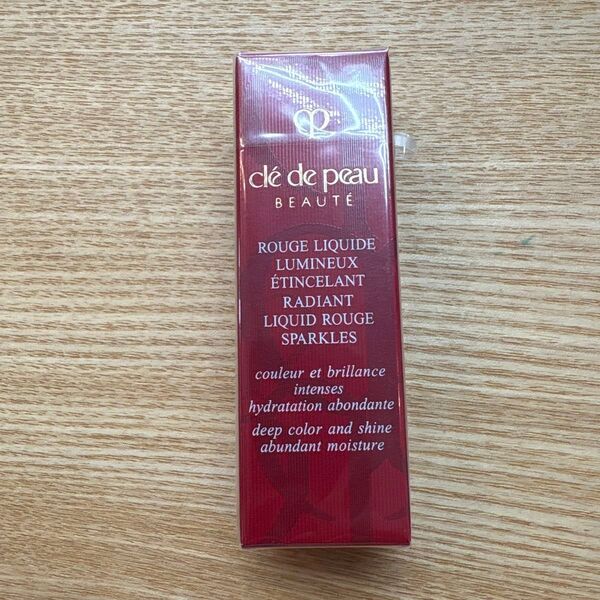 clé de peau
BEAUTÉ
ROUGE LIQUIDE
LUMINEUX
ÉTINCELANT
RADIANT
LIQUID ROUGE
SPARKLES
couleur et brillance
intenses
hydratation abondante
deep color and shine
abundant moisture